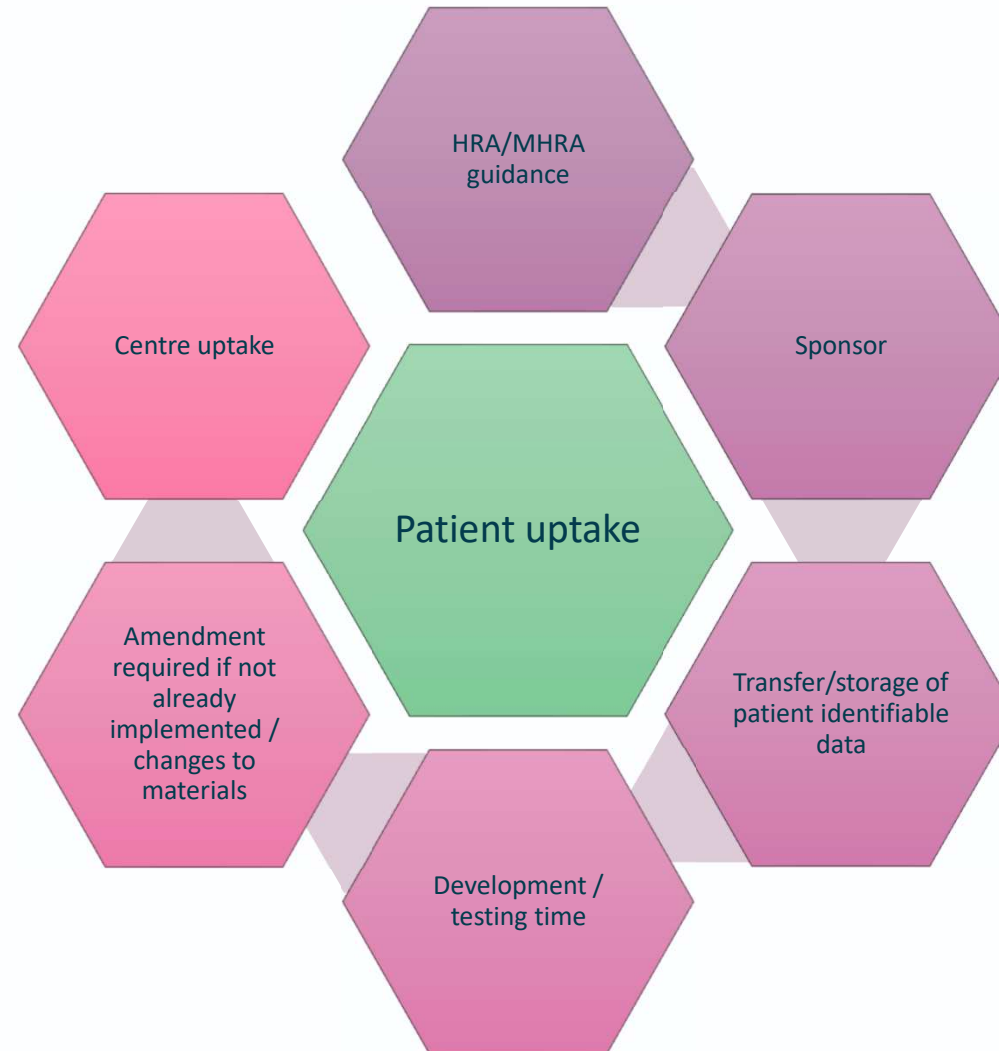 HRA/MHRA
guidance
Sponsor
Transfer/storage of
patient identifiable
data
Development /
testing time
Amendment
required if not
already
implemented /
changes to
materials
Centre uptake
Patient uptake